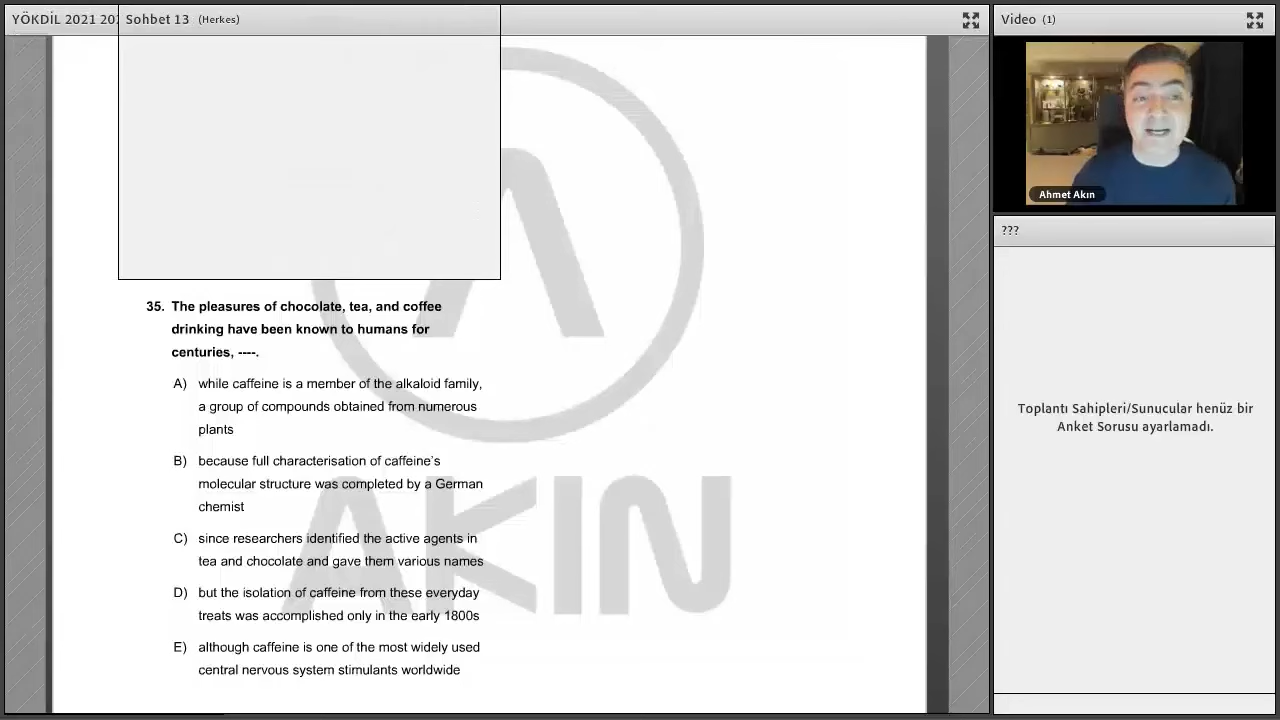 YÖKDİL 2021 20
Sohbet 13 (Herkes)
Video (1)
Ahmet Akın
???
Toplantı Sahipleri/Sunucular henüz bir
Anket Sorusu ayarlamadı.
35. The pleasures of chocolate, tea, and coffee
drinking have been known to humans for
centuries, ----.
A) while caffeine is a member of the alkaloid family,
a group of compounds obtained from numerous
plants
B) because full characterisation of caffeine's
molecular structure was completed by a German
chemist
C) since researchers identified the active agents in
tea and chocolate and gave them various names
D) but the isolation of caffeine from these everyday
treats was accomplished only in the early 1800s
E) although caffeine is one of the most widely used
central nervous system stimulants worldwide
AKIN